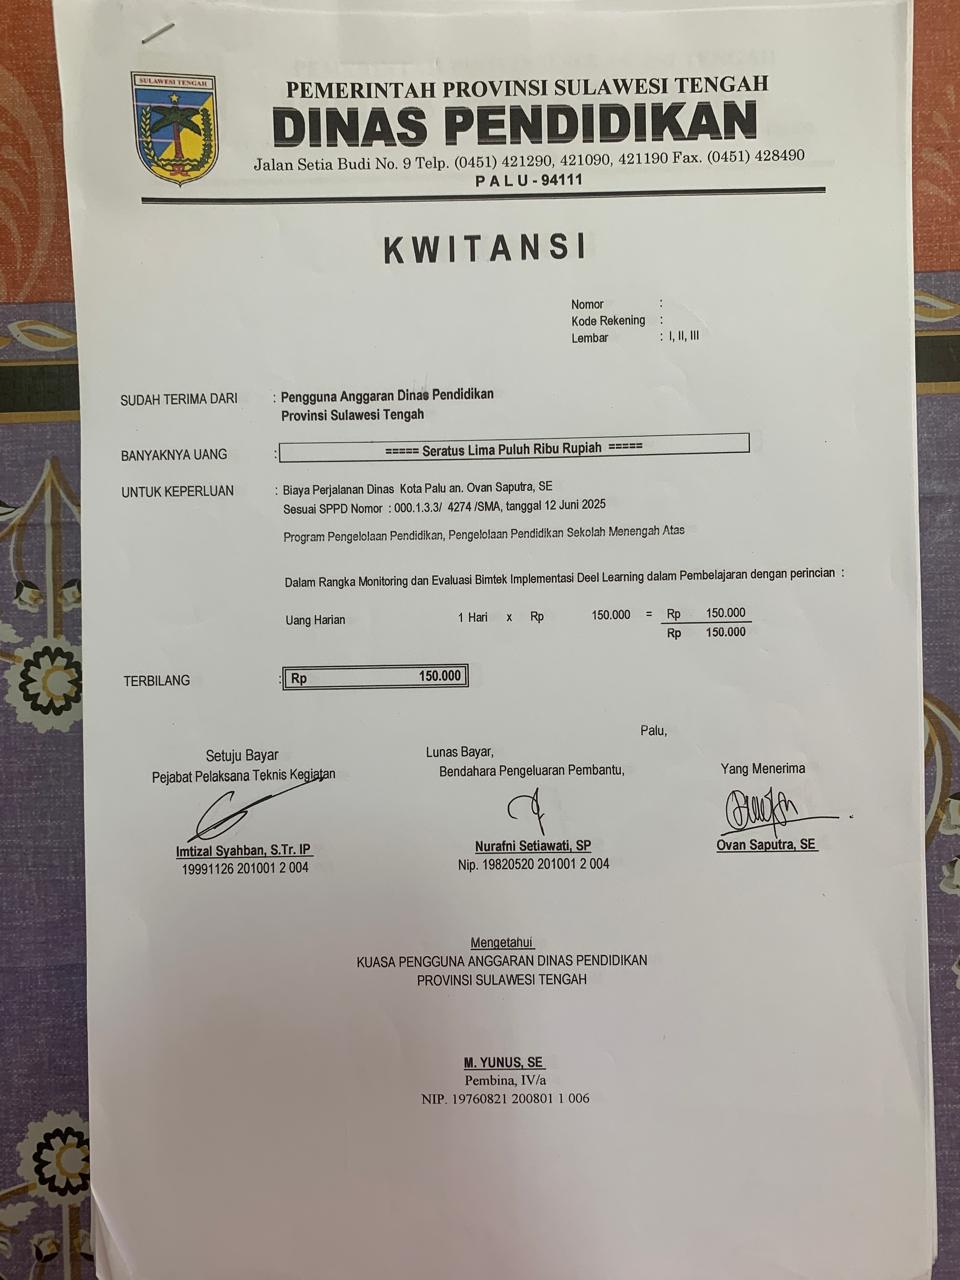 SULAWESI TENGAH
PEMERINTAH PROVINSI SULAWESI TENGAH
DINAS PENDIDIKAN
Jalan Setia Budi No. 9 Telp. (0451) 421290, 421090, 421190 Fax. (0451) 428490
P A L U - 94111
K W I T A N S I
Nomor :
Kode Rekening :
Lembar : I, II, III
SUDAH TERIMA DARI : Pengguna Anggaran Dinas Pendidikan
Provinsi Sulawesi Tengah
BANYAKNYA UANG : ===== Seratus Lima Puluh Ribu Rupiah =====
UNTUK KEPERLUAN : Biaya Perjalanan Dinas Kota Palu an. Ovan Saputra, SE
Sesuai SPPD Nomor : 000.1.3.3/ 4274 /SMA, tanggal 12 Juni 2025
Program Pengelolaan Pendidikan, Pengelolaan Pendidikan Sekolah Menengah Atas
Dalam Rangka Monitoring dan Evaluasi Bimtek Implementasi Deel Learning dalam Pembelajaran dengan perincian :
Uang Harian 1 Hari x Rp 150.000 = Rp 150.000
Rp 150.000
TERBILANG : Rp 150.000
Palu,
Setuju Bayar
Pejabat Pelaksana Teknis Kegiatan
Imtizal Syahban, S.Tr. IP
19991126 201001 2 004
Lunas Bayar,
Bendahara Pengeluaran Pembantu,
Nurafni Setiawati, SP
Nip. 19820520 201001 2 004
Yang Menerima
Ovan Saputra, SE
Mengetahui
KUASA PENGGUNA ANGGARAN DINAS PENDIDIKAN
PROVINSI SULAWESI TENGAH
M. YUNUS, SE
Pembina, IV/a
NIP. 19760821 200801 1 006